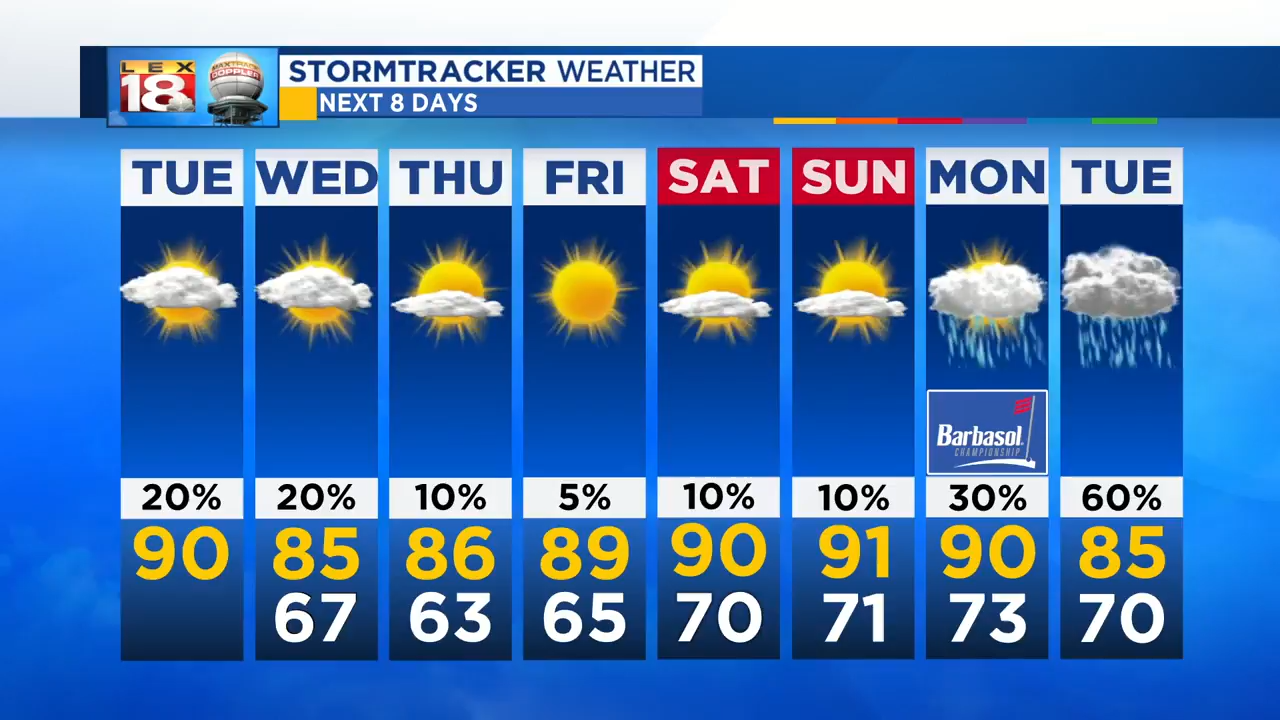 LEX
18
MAXTRACK
DOPPLER
STORMTRACKER WEATHER
NEXT 8 DAYS
TUE WED THU FRI SAT SUN MON TUE
Barbasol
CHAMPIONSHIP
20% 20% 10% 5% 10% 10% 30% 60%
90 85 86 89 90 91 90 85
67 63 65 70 71 73 70